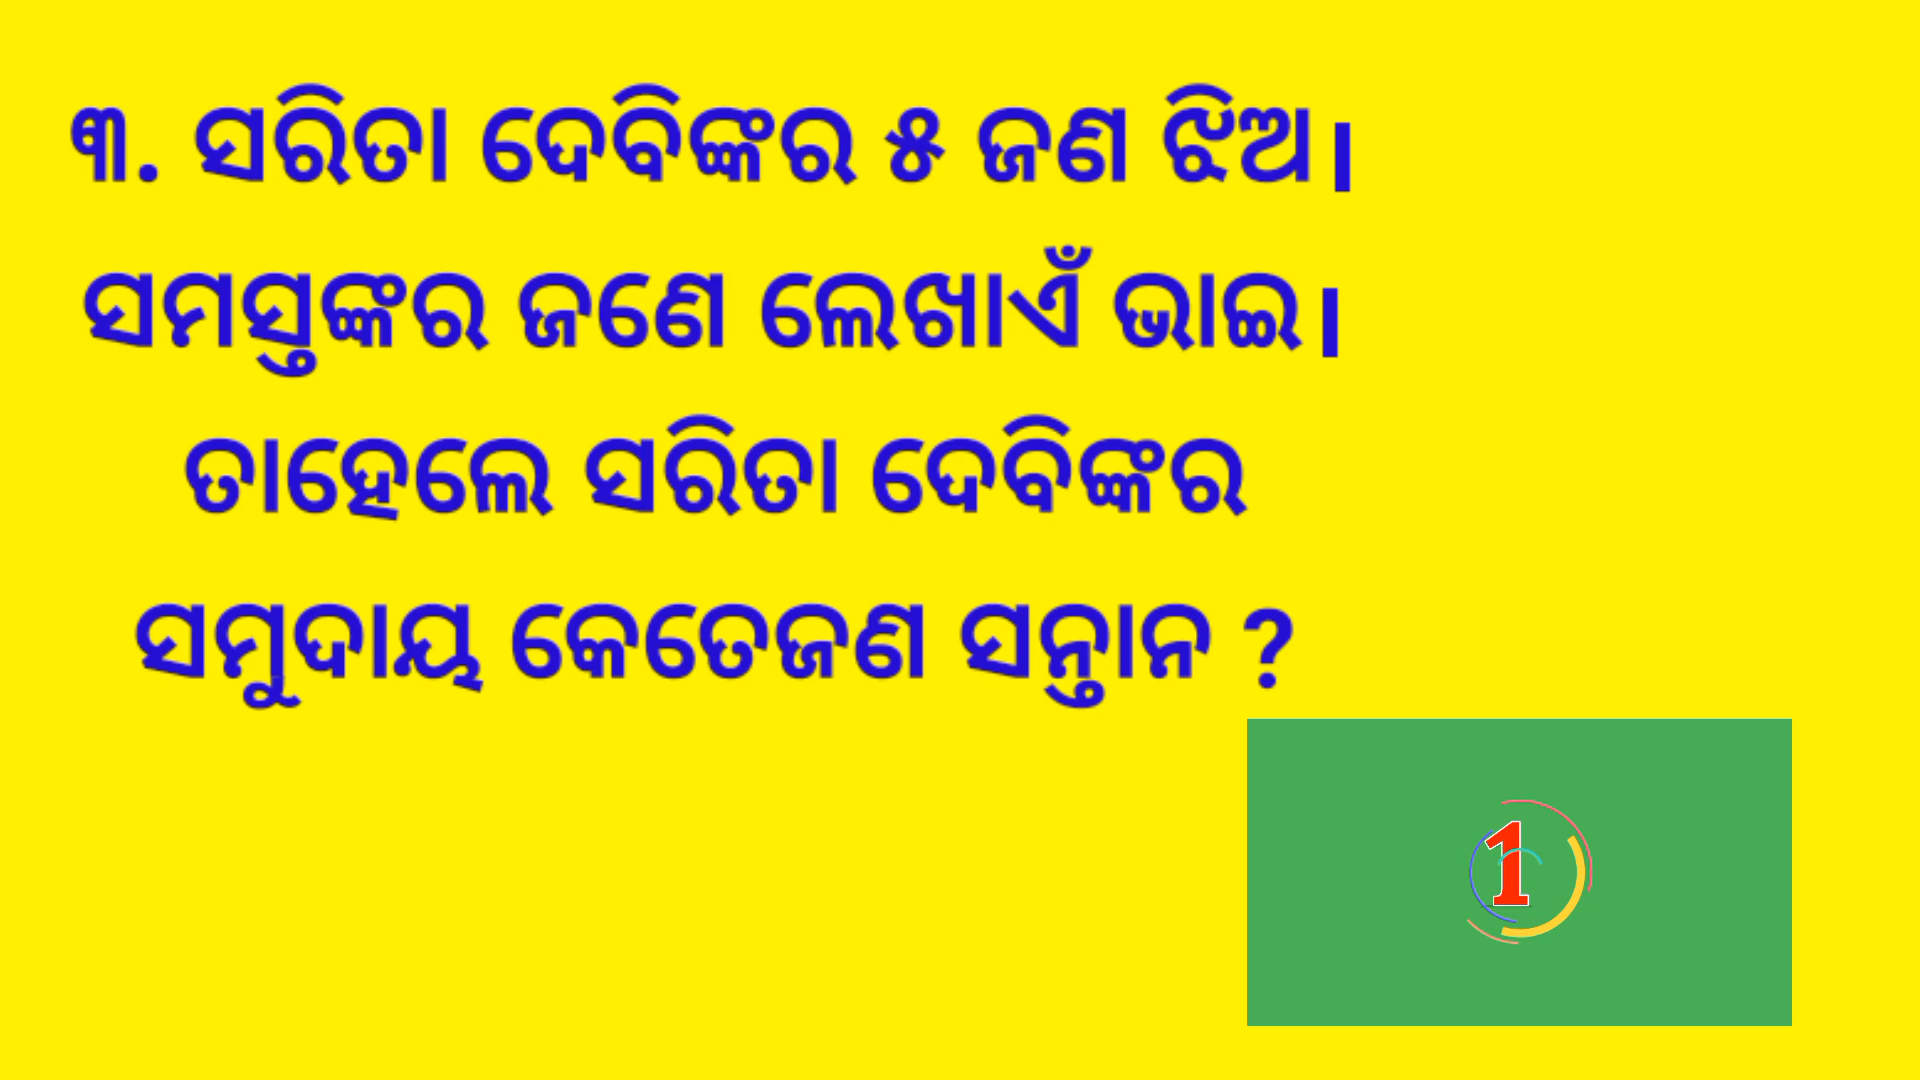 ୩. ସରିତା ଦେବିଙ୍କର ୫ ଜଣ ଝିଅ।
ସମସ୍ତଙ୍କର ଜଣେ ଲେଖାଏଁ ଭାଇ।
ତାହେଲେ ସରିତା ଦେବିଙ୍କର
ସମୁଦାୟ କେତେଜଣ ସନ୍ତାନ ?
1